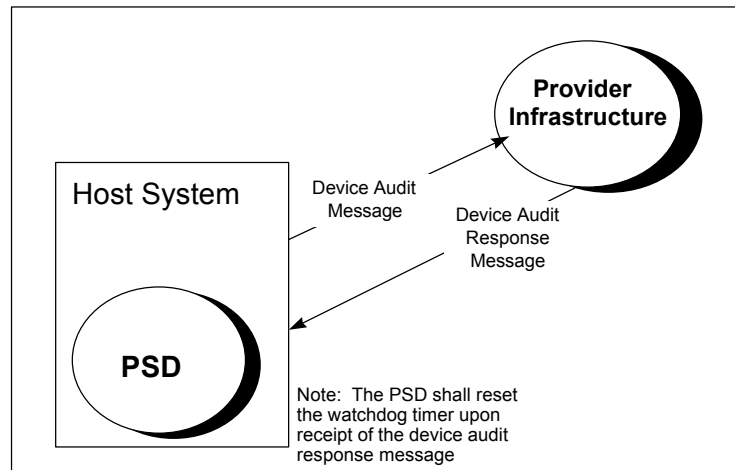 Provider
Infrastructure
Host System
Device Audit
Message
Device Audit
Response
Message
PSD
Note: The PSD shall reset
the watchdog timer upon
receipt of the device audit
response message